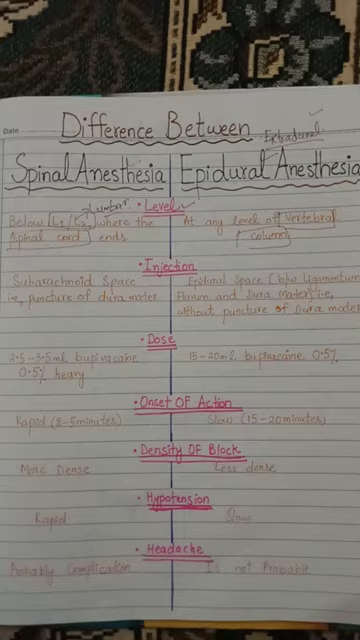 Date
Difference Between
Extradural
Spinal Anesthesia Epidural Anesthesia
Lumbar
• Level
Below L1/L2 where the At any level of vertebral
Spinal cord ends column
• Injection
Subarachnoid Space Epidural Space (b/w Ligamentum
i.e, puncture of dura mater Flavum and Dura Mater) i.e,
without puncture of Dura mater
• Dose
2.5-3.5ml bupivacaine 15-20ml bupivacaine 0.5%
0.5% heavy
• Onset OF Action
Rapid (2-5minutes) Slow (15-20minutes)
• Density OF Block
More Dense Less dense
• Hypotension
Rapid Slow
• Headache
Probably Complication Is not Probable